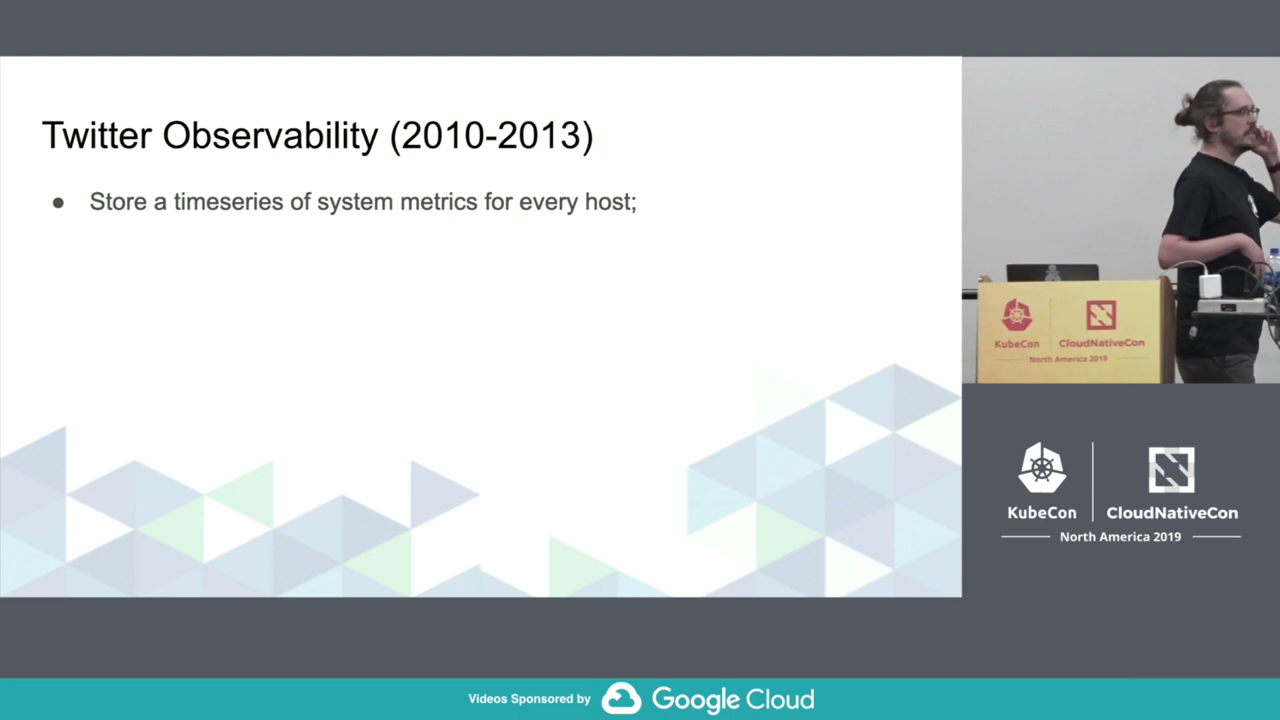 Twitter Observability (2010-2013)
● Store a timeseries of system metrics for every host;
KubeCon
CloudNativeCon
North America 2019
KubeCon
CloudNativeCon
North America 2019
Videos Sponsored by Google Cloud